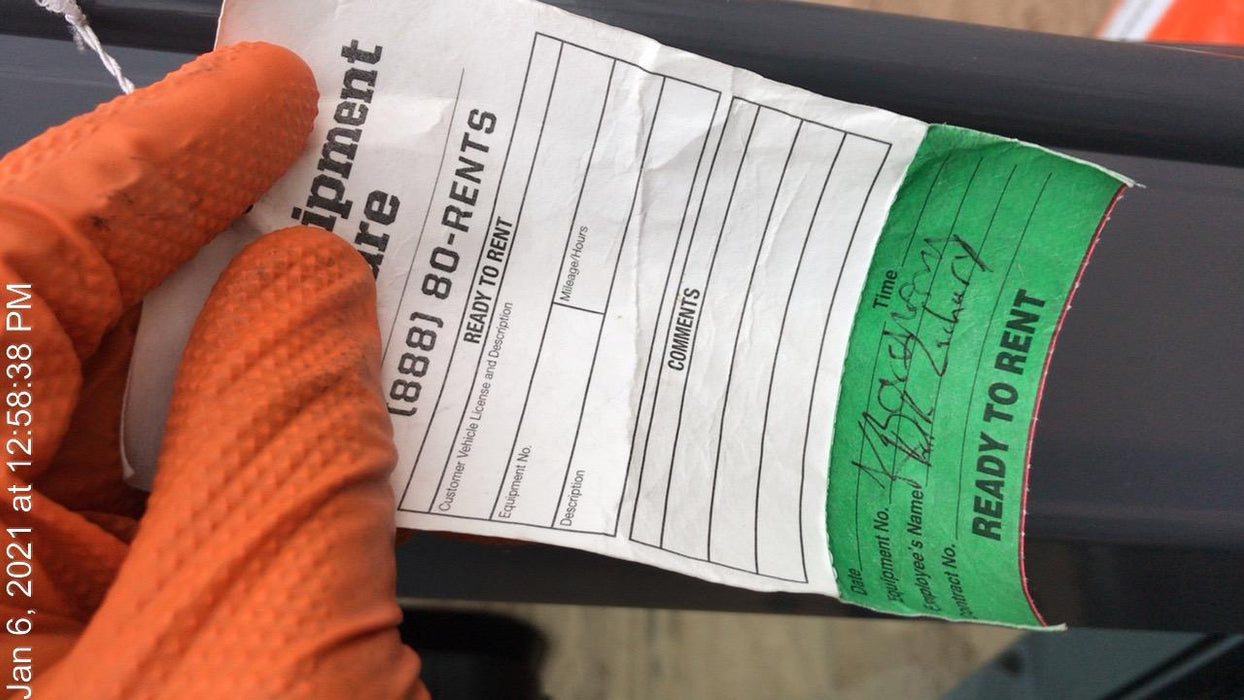 ipment
are
(888) 80-RENTS
READY TO RENT
Customer Vehicle License and Description
Equipment No.
Mileage/Hours
Description
COMMENTS
Date
Time
Equipment No.
Employee's Name
Contract No.
READY TO RENT
Jan 6, 2021 at 12:58:38 PM